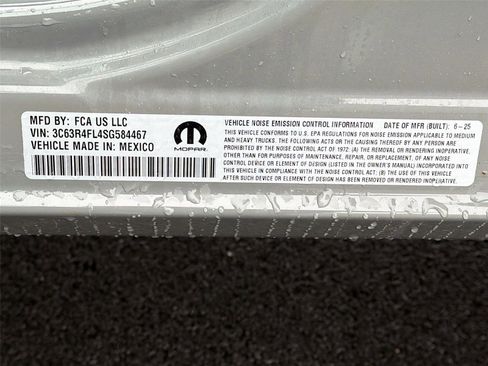 MFD BY: FCA US LLC
VIN: 3C63R4FL4SG584467
VEHICLE MADE IN: MEXICO
MOPAR.
VEHICLE NOISE EMISSION CONTROL INFORMATION DATE OF MFR (BUILT): 6-25
THIS VEHICLE CONFORMS TO U.S. EPA REGULATIONS FOR NOISE EMISSION APPLICABLE TO MEDIUM
AND HEAVY TRUCKS. THE FOLLOWING ACTS OR THE CAUSING THEREOF BY ANY PERSON ARE
PROHIBITED BY THE NOISE CONTROL ACT OF 1972: (A) THE REMOVAL OR RENDERING INOPERATIVE,
OTHER THAN FOR PURPOSES OF MAINTENANCE, REPAIR, OR REPLACEMENT, OF ANY NOISE
CONTROL DEVICE OR ELEMENT OF DESIGN (LISTED IN THE OWNER'S MANUAL) INCORPORATED INTO
THIS VEHICLE IN COMPLIANCE WITH THE NOISE CONTROL ACT: (B) THE USE OF THIS VEHICLE AFTER
SUCH DEVICE OR ELEMENT OF DESIGN HAS BEEN REMOVED OR RENDERED INOPERATIVE.